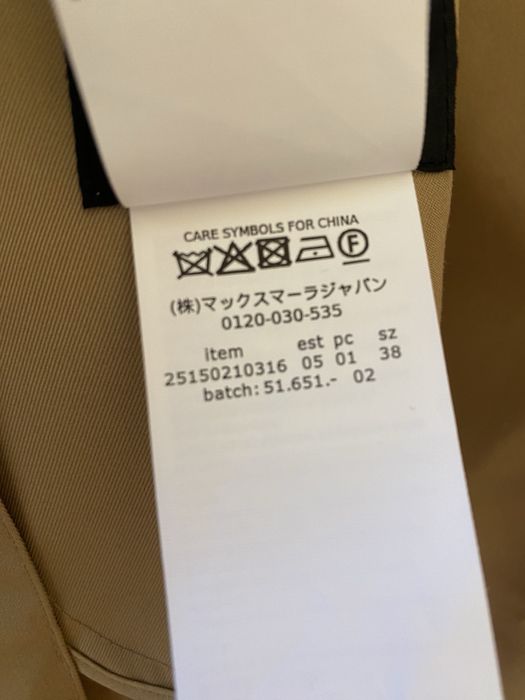 CARE SYMBOLS FOR CHINA
F
(株)マックスマーラジャパン
0120-030-535
item est pc sz
25150210316 05 01 38
batch: 51.651.- 02